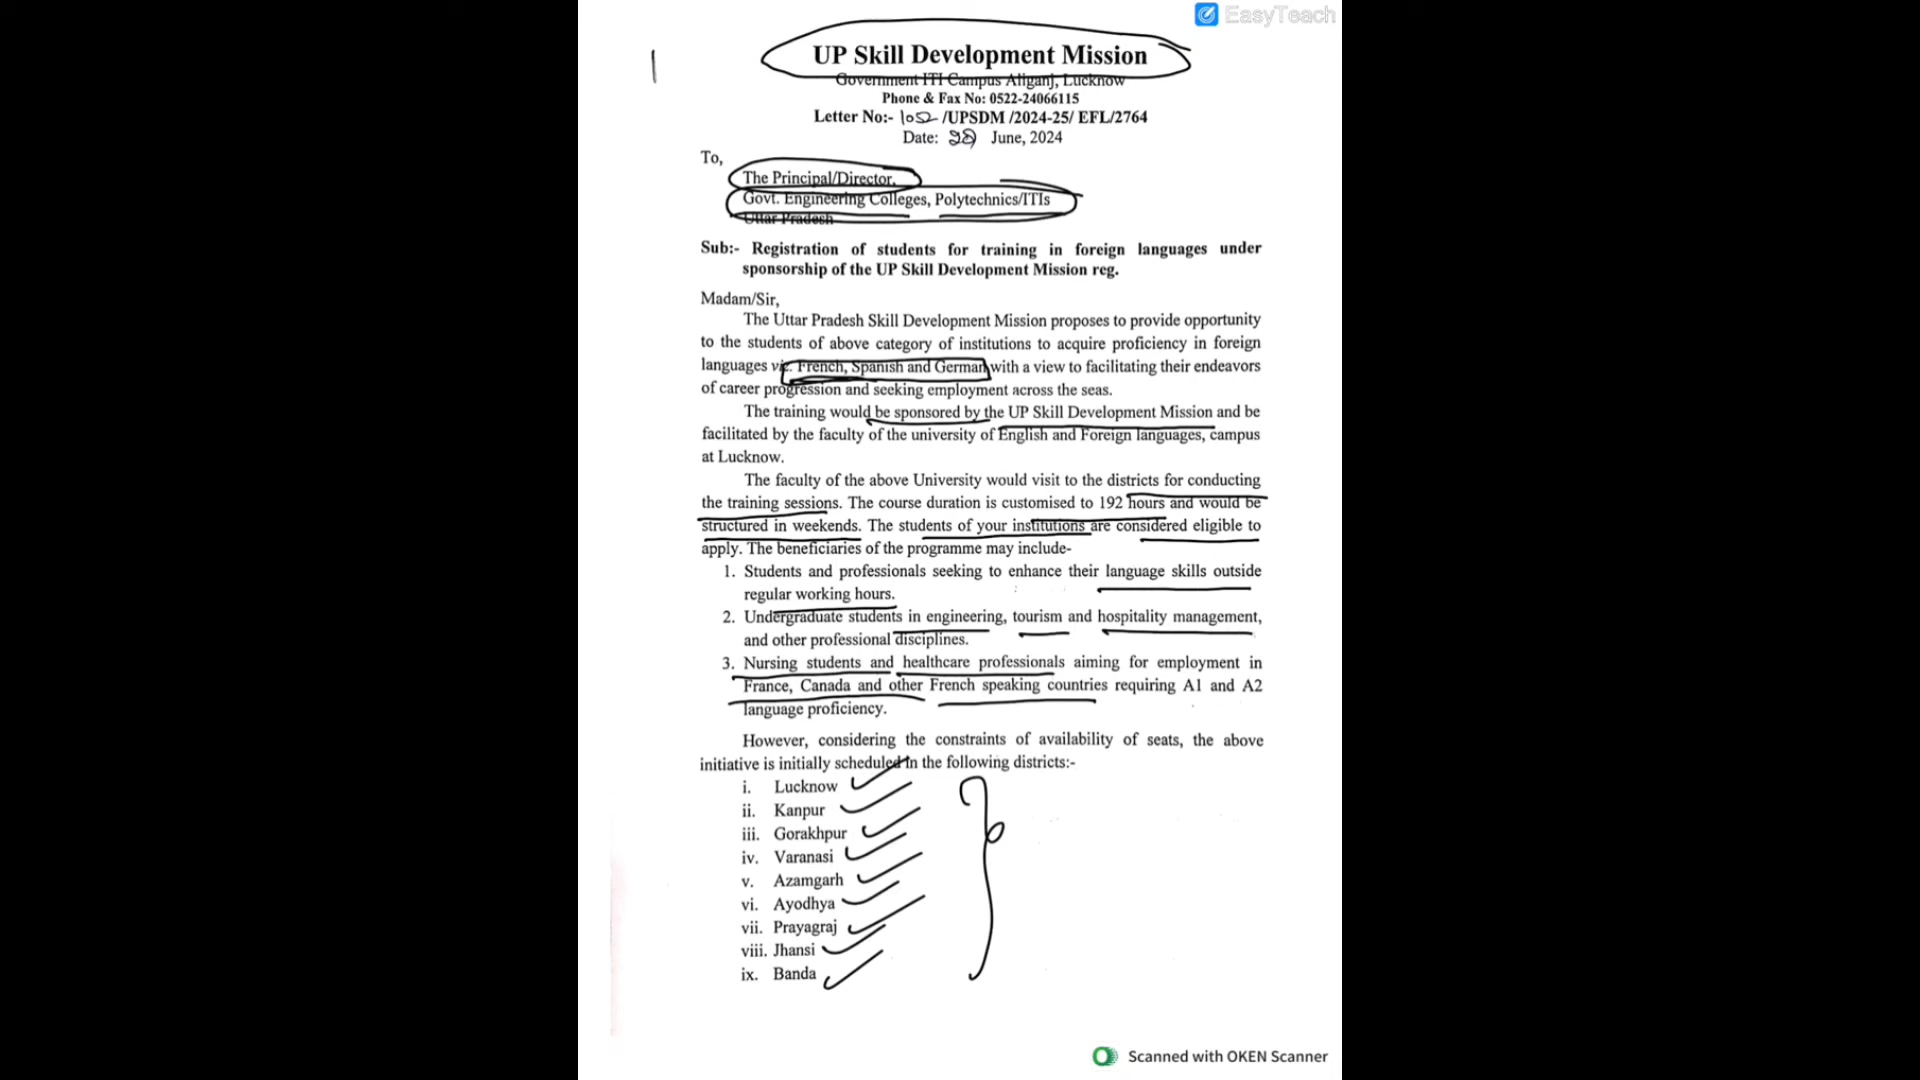 EasyTeach
UP Skill Development Mission
Government ITI Campus Aliganj, Lucknow
Phone & Fax No: 0522-24066115
Letter No:- 102 /UPSDM /2024-25/ EFL/2764
Date: June, 2024
To,
The Principal/Director,
Govt. Engineering Colleges, Polytechnics/ITIs
Uttar Pradesh
Sub:- Registration of students for training in foreign languages under
sponsorship of the UP Skill Development Mission reg.
Madam/Sir,
The Uttar Pradesh Skill Development Mission proposes to provide opportunity
to the students of above category of institutions to acquire proficiency in foreign
languages viz. French, Spanish and German with a view to facilitating their endeavors
of career progression and seeking employment across the seas.
The training would be sponsored by the UP Skill Development Mission and be
facilitated by the faculty of the university of English and Foreign languages, campus
at Lucknow.
The faculty of the above University would visit to the districts for conducting
the training sessions. The course duration is customised to 192 hours and would be
structured in weekends. The students of your institutions are considered eligible to
apply. The beneficiaries of the programme may include-
1. Students and professionals seeking to enhance their language skills outside
regular working hours.
2. Undergraduate students in engineering, tourism and hospitality management,
and other professional disciplines.
3. Nursing students and healthcare professionals aiming for employment in
France, Canada and other French speaking countries requiring A1 and A2
language proficiency.
However, considering the constraints of availability of seats, the above
initiative is initially scheduled in the following districts:-
i. Lucknow
ii. Kanpur
iii. Gorakhpur
iv. Varanasi
v. Azamgarh
vi. Ayodhya
vii. Prayagraj
viii. Jhansi
ix. Banda
Scanned with OKEN Scanner